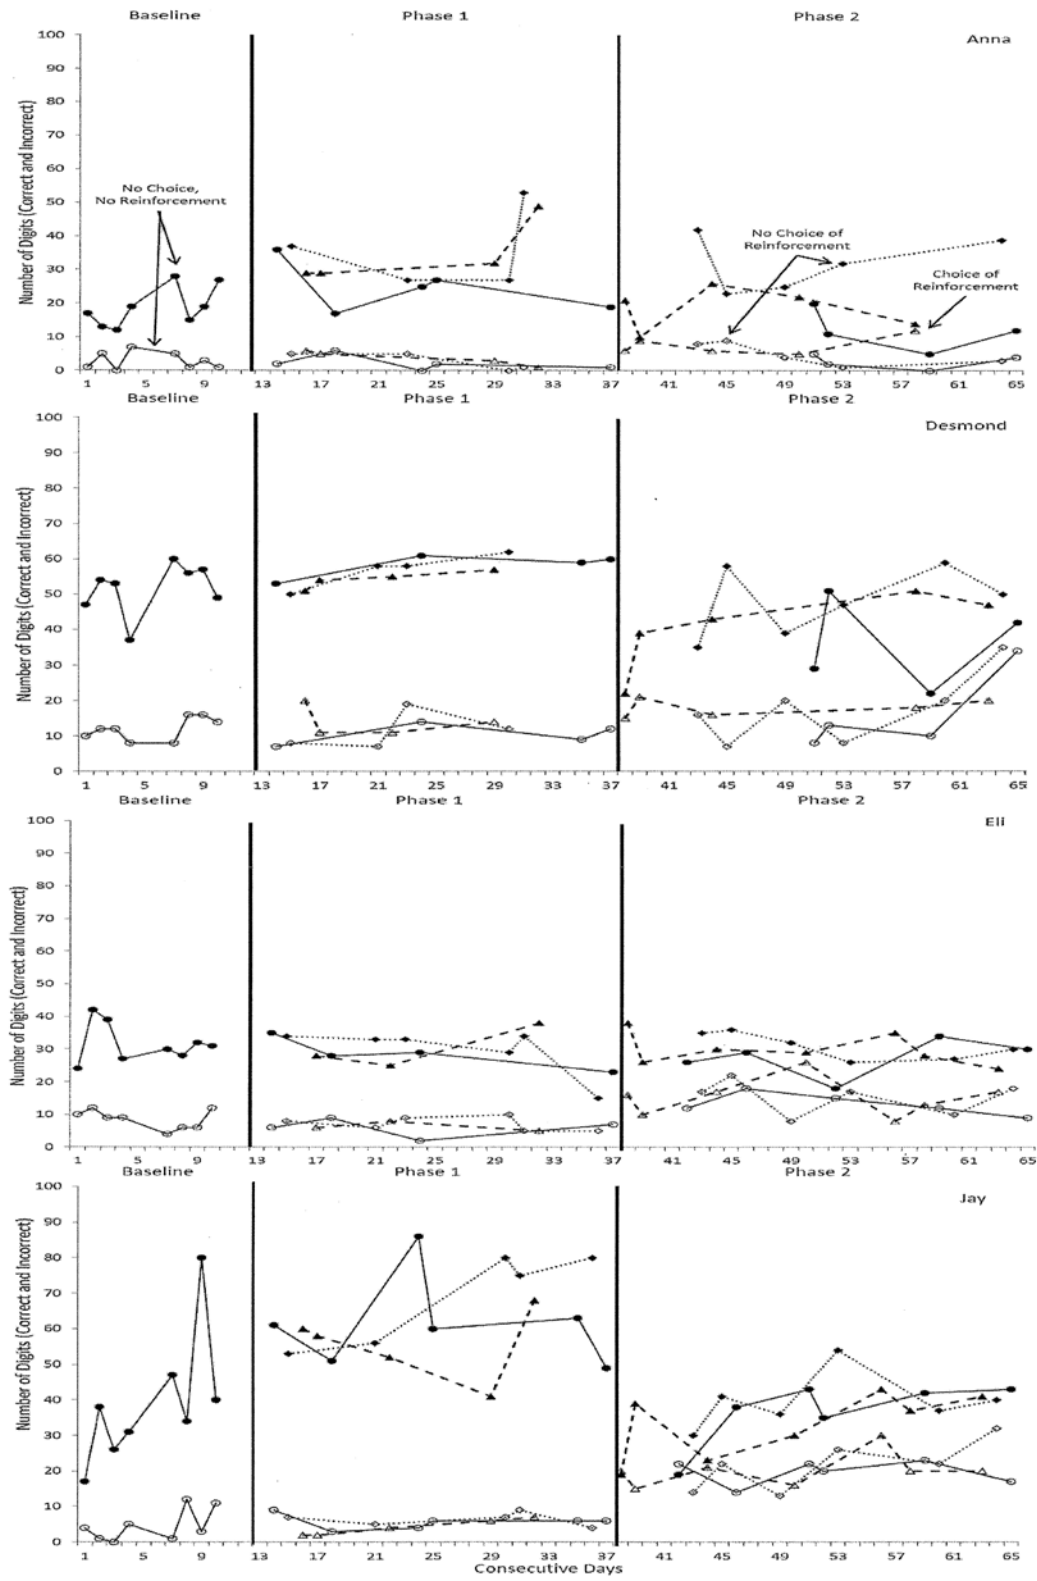 Baseline Phase 1 Phase 2
Anna
Number of Digits (Correct and Incorrect)
100
90
80
70
60
50
40
30
20
10
0
No Choice,
No Reinforcement
No Choice of
Reinforcement
Choice of
Reinforcement
1 5 9 13 17 21 25 29 33 37 41 45 49 53 57 61 65
Baseline Phase 1 Phase 2
Desmond
Number of Digits (Correct and Incorrect)
100
90
80
70
60
50
40
30
20
10
0
1 5 9 13 17 21 25 29 33 37 41 45 49 53 57 61 65
Baseline Phase 1 Phase 2
Eli
Number of Digits (Correct and Incorrect)
100
90
80
70
60
50
40
30
20
10
0
1 5 9 13 17 21 25 29 33 37 41 45 49 53 57 61 65
Baseline Phase 1 Phase 2
Jay
Number of Digits (Correct and Incorrect)
100
90
80
70
60
50
40
30
20
10
0
1 5 9 13 17 21 25 29 33 37 41 45 49 53 57 61 65
Consecutive Days